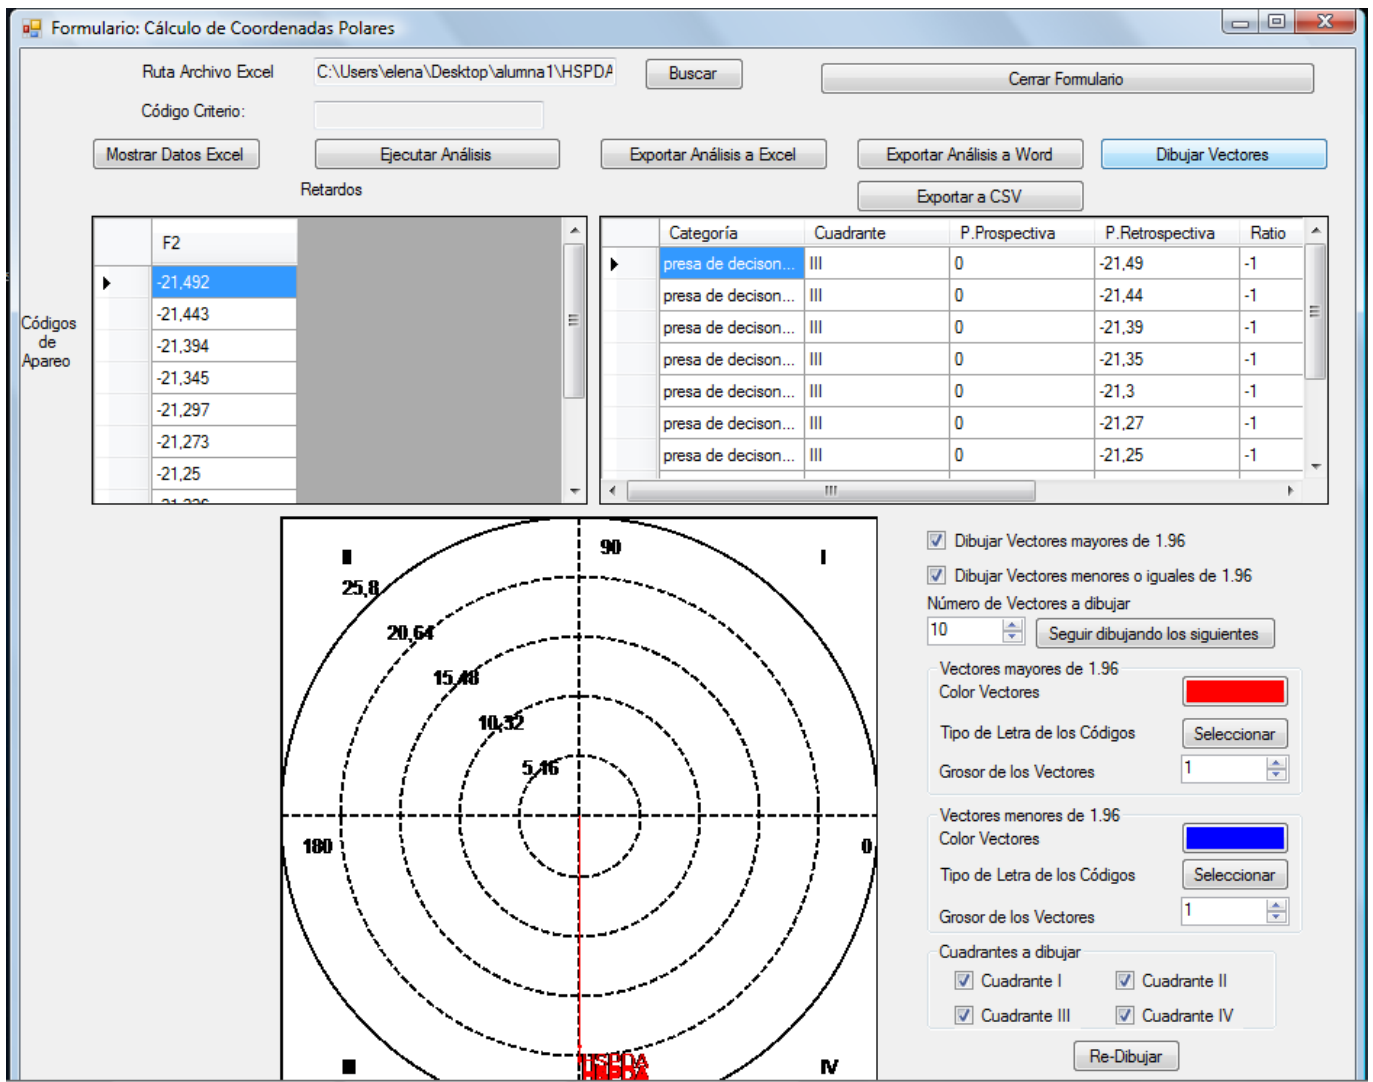 Formulario: Cálculo de Coordenadas Polares
Ruta Archivo Excel C:\Users\elena\Desktop\alumna1\HSPDA Buscar Cerrar Formulario
Código Criterio:
Mostrar Datos Excel Ejecutar Análisis Exportar Análisis a Excel Exportar Análisis a Word Dibujar Vectores
Retardos Exportar a CSV
Códigos
de
Apareo
F2
-21,492
-21,443
-21,394
-21,345
-21,297
-21,273
-21,25
Categoría Cuadrante P.Prospectiva P.Retrospectiva Ratio
presa de decison... III 0 -21,49 -1
presa de decison... III 0 -21,44 -1
presa de decison... III 0 -21,39 -1
presa de decison... III 0 -21,35 -1
presa de decison... III 0 -21,3 -1
presa de decison... III 0 -21,27 -1
presa de decison... III 0 -21,25 -1
II 90 I
25,8
20,64
15,48
10,32
5,16
180 0
HSPDA
III IV
Dibujar Vectores mayores de 1.96
Dibujar Vectores menores o iguales de 1.96
Número de Vectores a dibujar
10 Seguir dibujando los siguientes
Vectores mayores de 1.96
Color Vectores
Tipo de Letra de los Códigos Seleccionar
Grosor de los Vectores 1
Vectores menores de 1.96
Color Vectores
Tipo de Letra de los Códigos Seleccionar
Grosor de los Vectores 1
Cuadrantes a dibujar
Cuadrante I Cuadrante II
Cuadrante III Cuadrante IV
Re-Dibujar